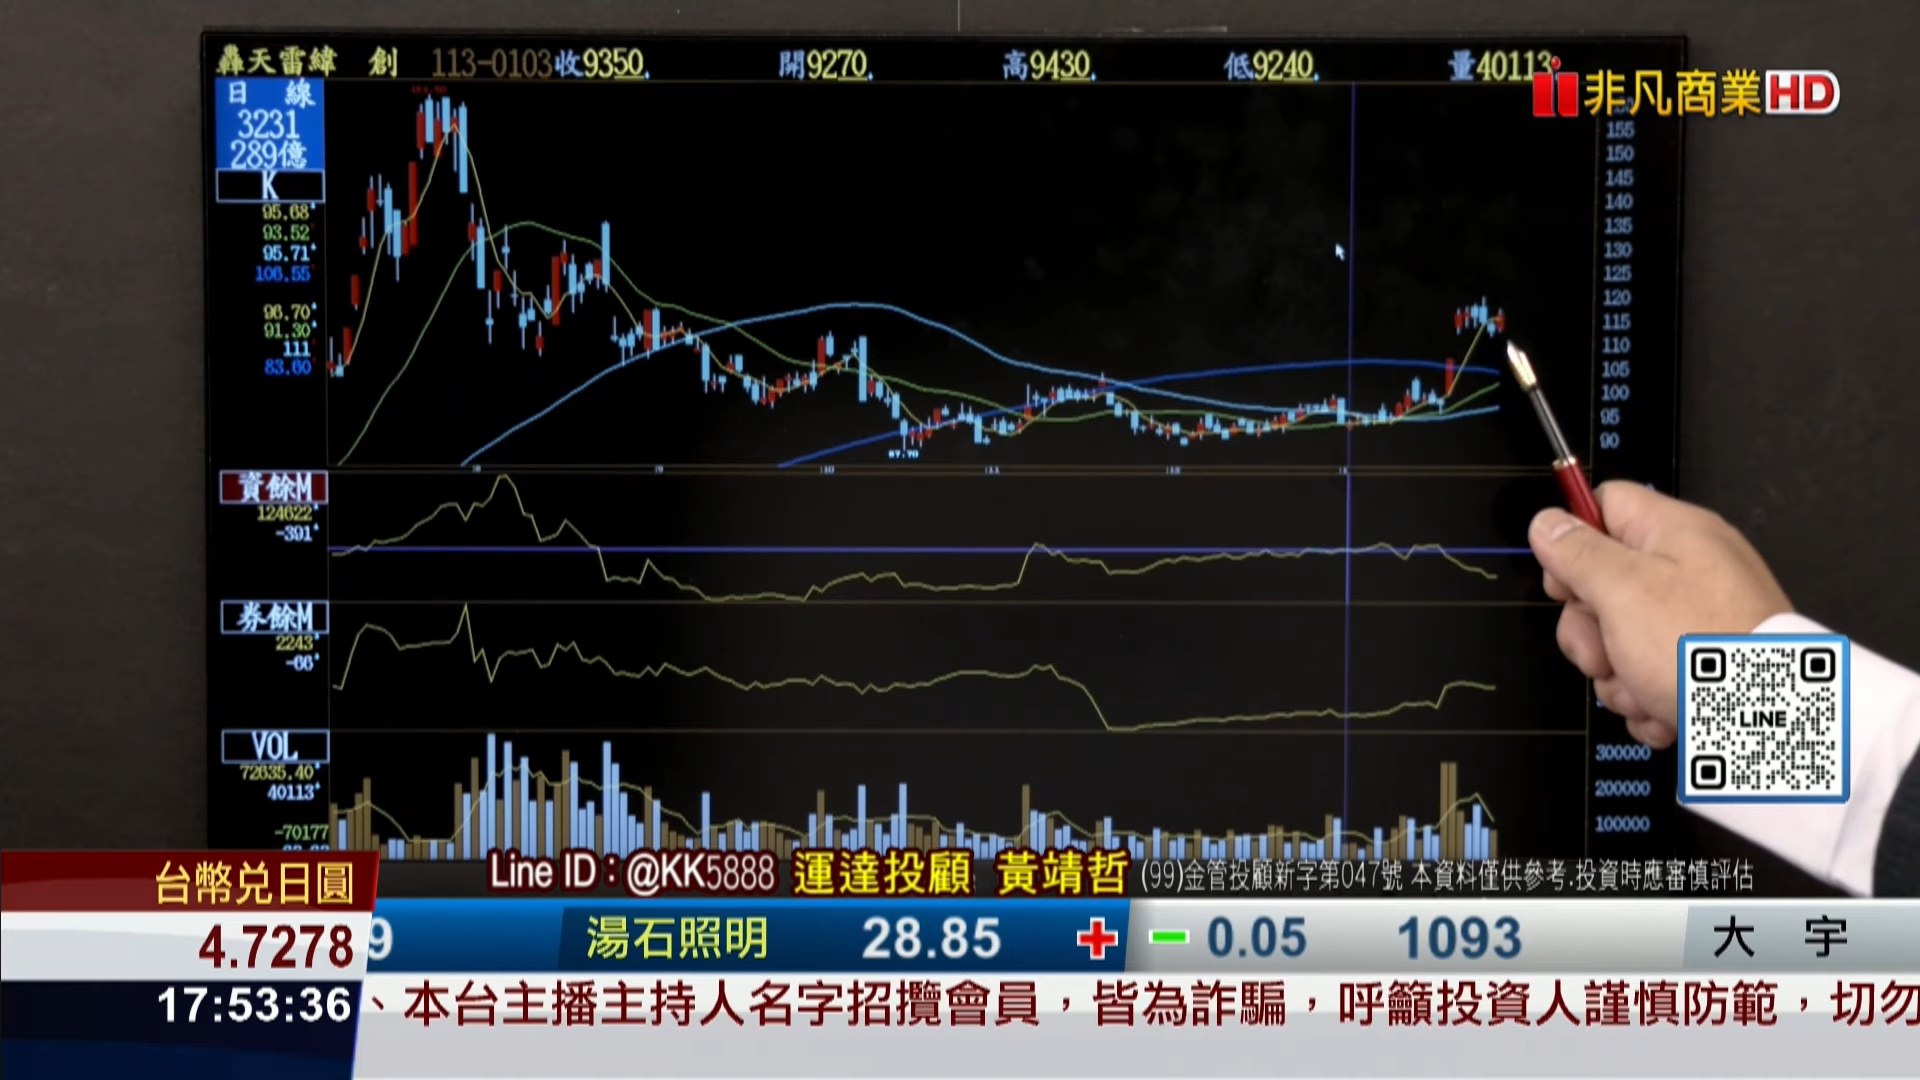 轟天雷緯 創 113-0103收9350. 開9270. 高9430. 低9240. 量40113.
非凡商業HD
日 線
3231
289億
K
95.68
93.52
95.71
106.55
96.70
91.30
111
83.60
155
150
145
140
135
130
125
120
115
110
105
100
95
90
87.70
資餘M
124622
-391
券餘M
2243
-66
VOL
72635.40
40113
-70177
300000
200000
100000
LINE
Line ID：@KK5888 運達投顧 黃靖哲 (99)金管投顧新字第047號 本資料僅供參考.投資時應審慎評估
台幣兌日圓
4.7278
9 湯石照明 28.85 0.05 1093 大 宇
17:53:36
、本台主播主持人名字招攬會員，皆為詐騙，呼籲投資人謹慎防範，切勿